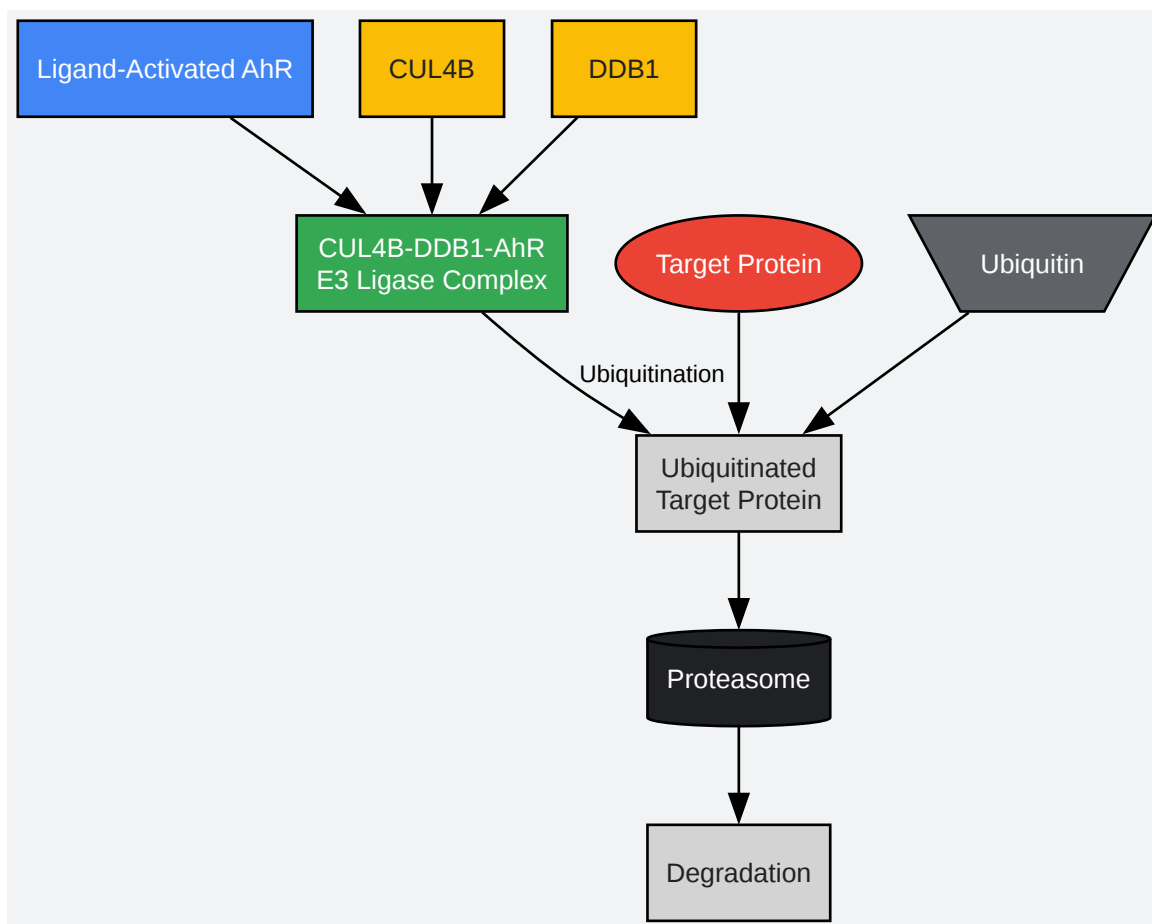 Ligand-Activated AhR
CUL4B
DDB1
CUL4B-DDB1-AhR
E3 Ligase Complex
Target Protein
Ubiquitin
Ubiquitination
Ubiquitinated
Target Protein
Proteasome
Degradation